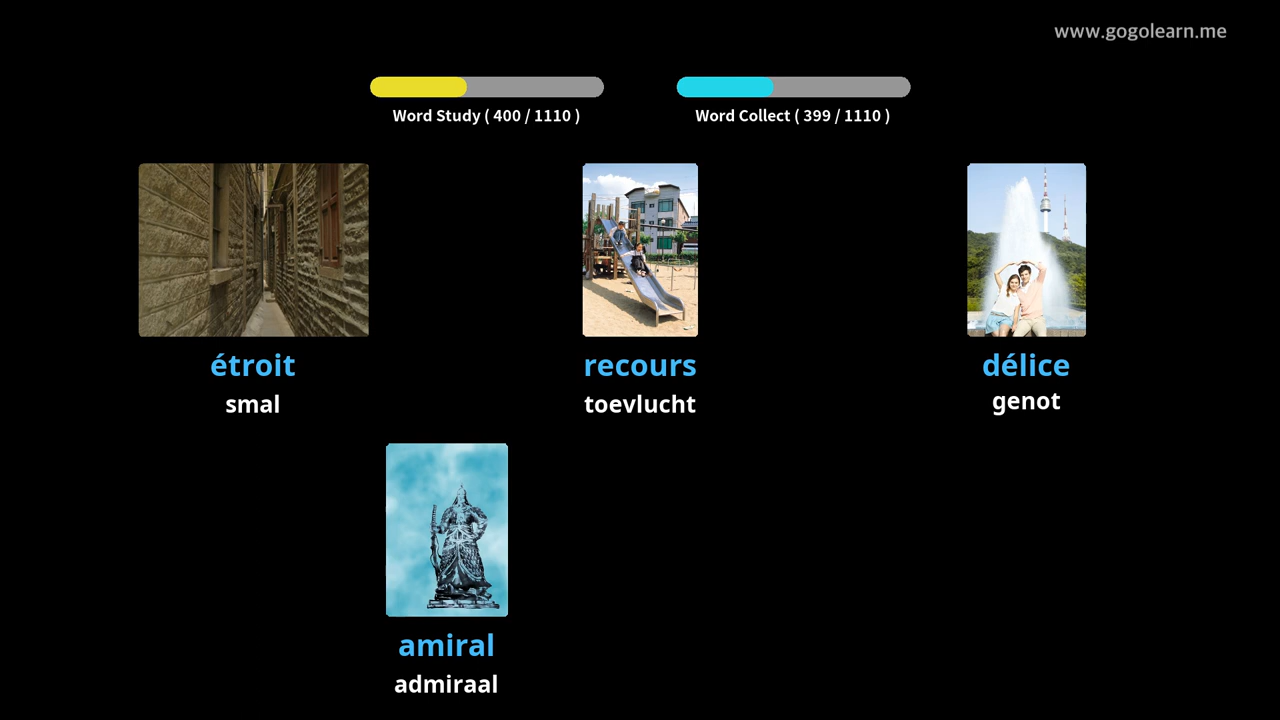 www.gogolearn.me
Word Study ( 400 / 1110 )
Word Collect ( 399 / 1110 )
étroit
smal
recours
toevlucht
délice
genot
amiral
admiraal